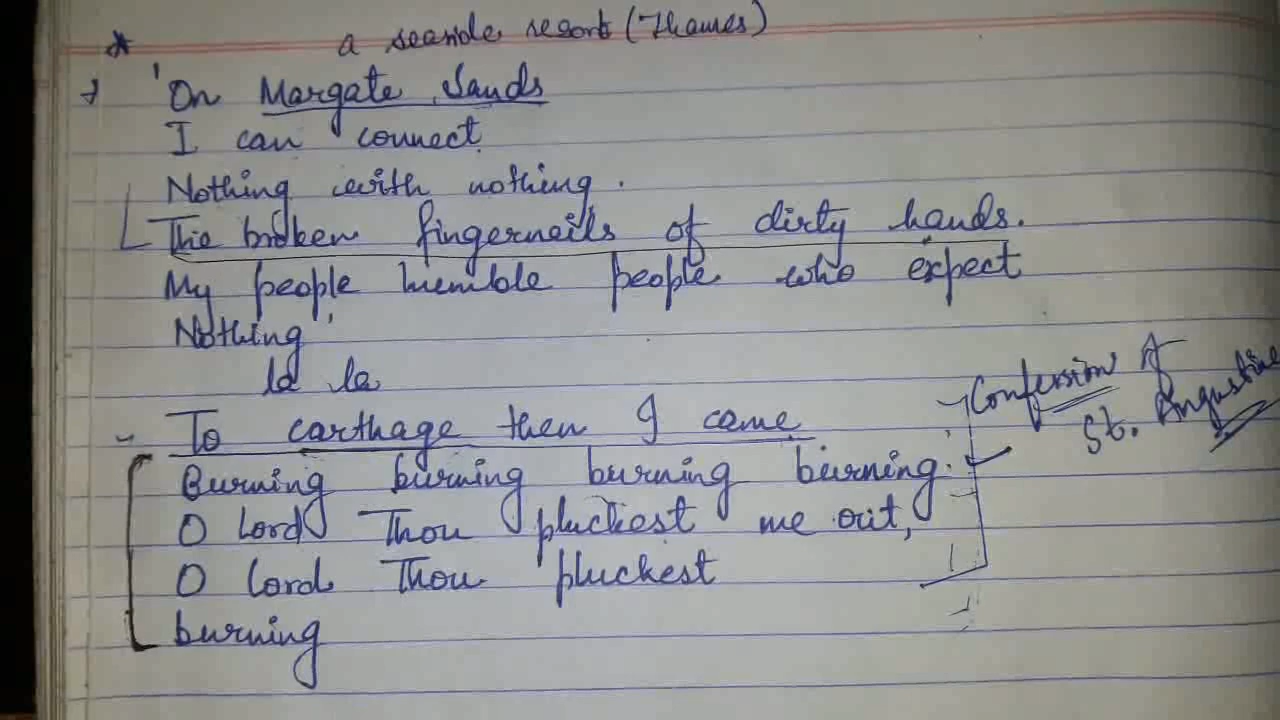 a seaside resort (Thames)
'On Margate Sands
I can connect
Nothing with nothing.
The broken fingernails of dirty hands.
My people humble people who expect
Nothing'
la la
To carthage then I came
Burning burning burning burning.
O Lord Thou pluckest me out,
O Lord Thou pluckest
burning
Confession of
St. Angustine